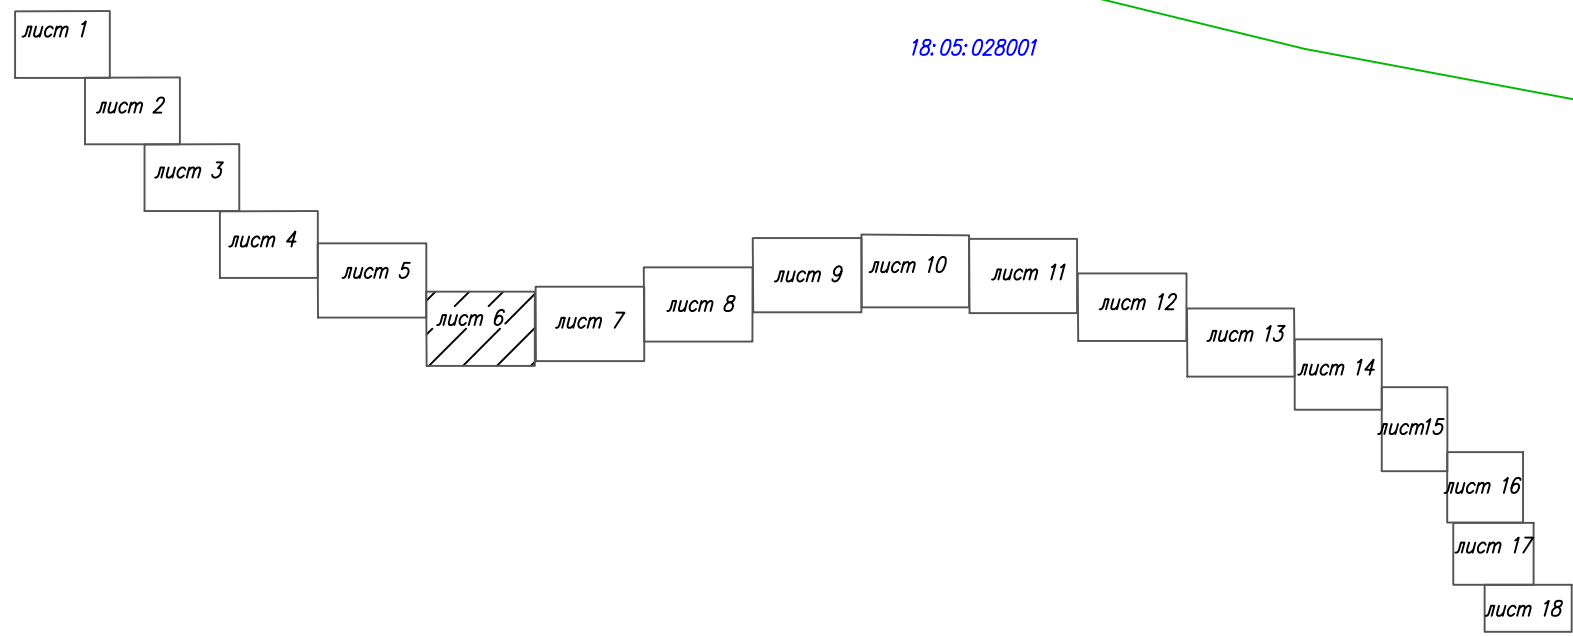 лист 1
18:05:028001
лист 2
лист 3
лист 4
лист 5
лист 6
лист 7
лист 8
лист 9
лист 10
лист 11
лист 12
лист 13
лист 14
лист15
лист 16
лист 17
лист 18